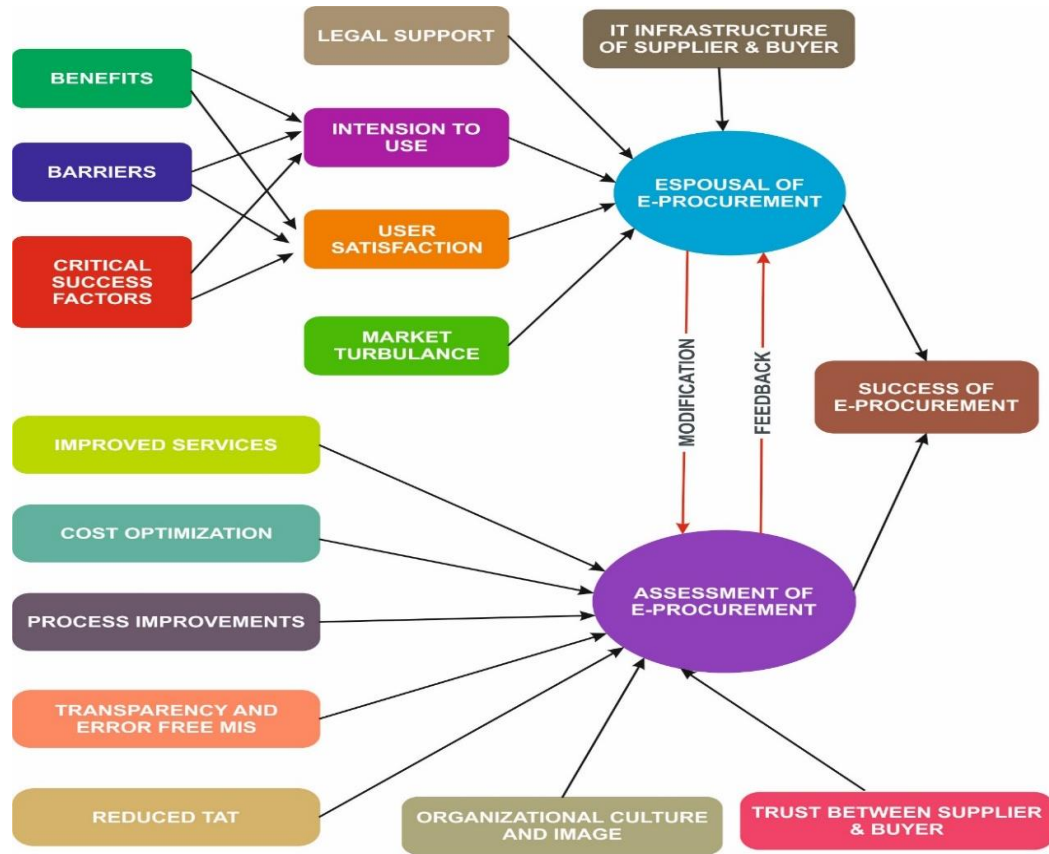 LEGAL SUPPORT
IT INFRASTRUCTURE
OF SUPPLIER & BUYER
BENEFITS
INTENSION TO
USE
BARRIERS
ESPOUSAL OF
E-PROCUREMENT
USER
SATISFACTION
CRITICAL
SUCCESS
FACTORS
MARKET
TURBULANCE
MODIFICATION
FEEDBACK
SUCCESS OF
E-PROCUREMENT
IMPROVED SERVICES
COST OPTIMIZATION
ASSESSMENT OF
E-PROCUREMENT
PROCESS IMPROVEMENTS
TRANSPARENCY AND
ERROR FREE MIS
REDUCED TAT
ORGANIZATIONAL CULTURE
AND IMAGE
TRUST BETWEEN SUPPLIER
& BUYER